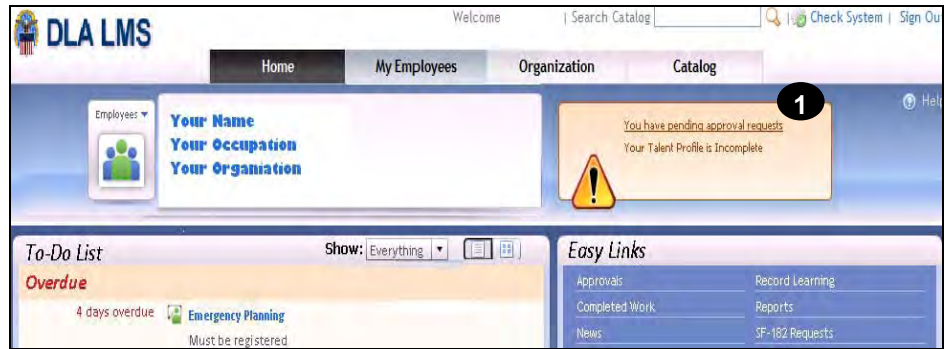 DLA LMS
Welcome | Search Catalog | Check System | Sign Ou
Home My Employees Organization Catalog
1
Help
Employees
Your Name
Your Occupation
Your Organiation
You have pending approval requests
Your Talent Profile is Incomplete
!
To-Do List Show: Everything
Overdue
4 days overdue Emergency Planning
Must be registered
Easy Links
Approvals Record Learning
Completed Work Reports
News SF-182 Requests